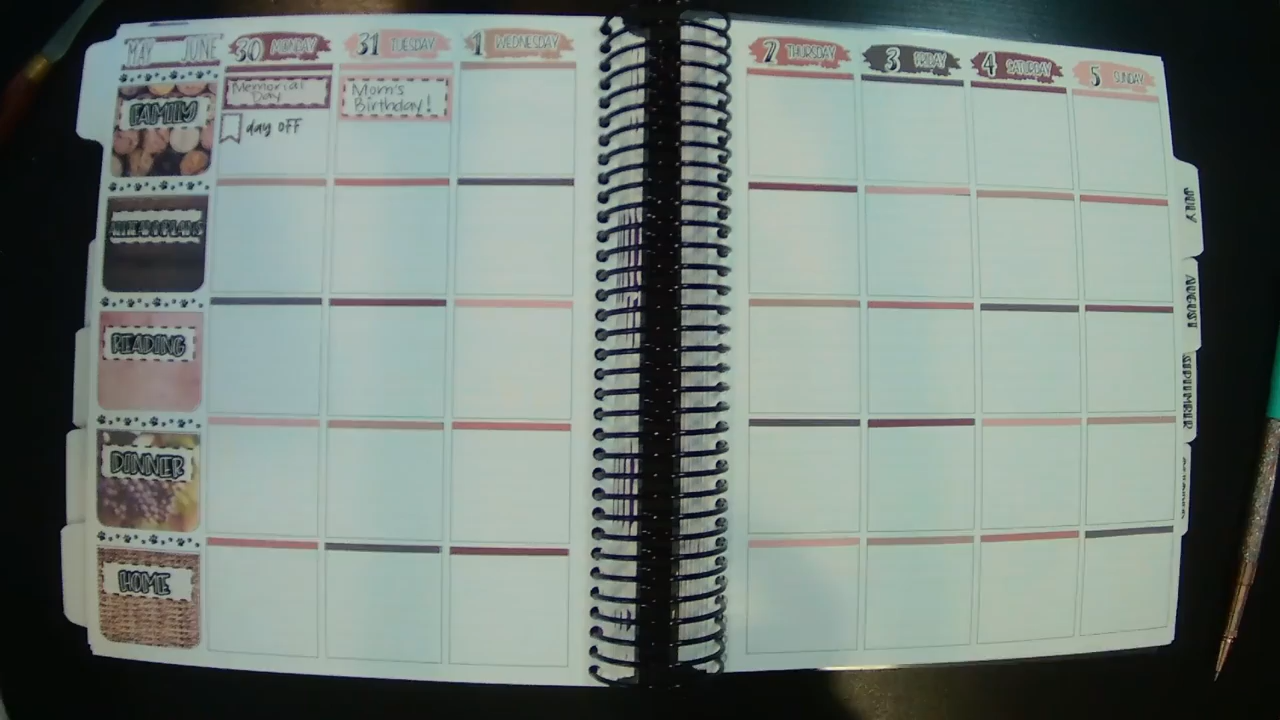 MAY JUNE
30 MONDAY
31 TUESDAY
1 WEDNESDAY
2 THURSDAY
3 FRIDAY
4 SATURDAY
5 SUNDAY
FAMILY
Memorial
Day
day OFF
Mom's
Birthday!
READING
DINNER
HOME
JULY
AUGUST
SEPTEMBER